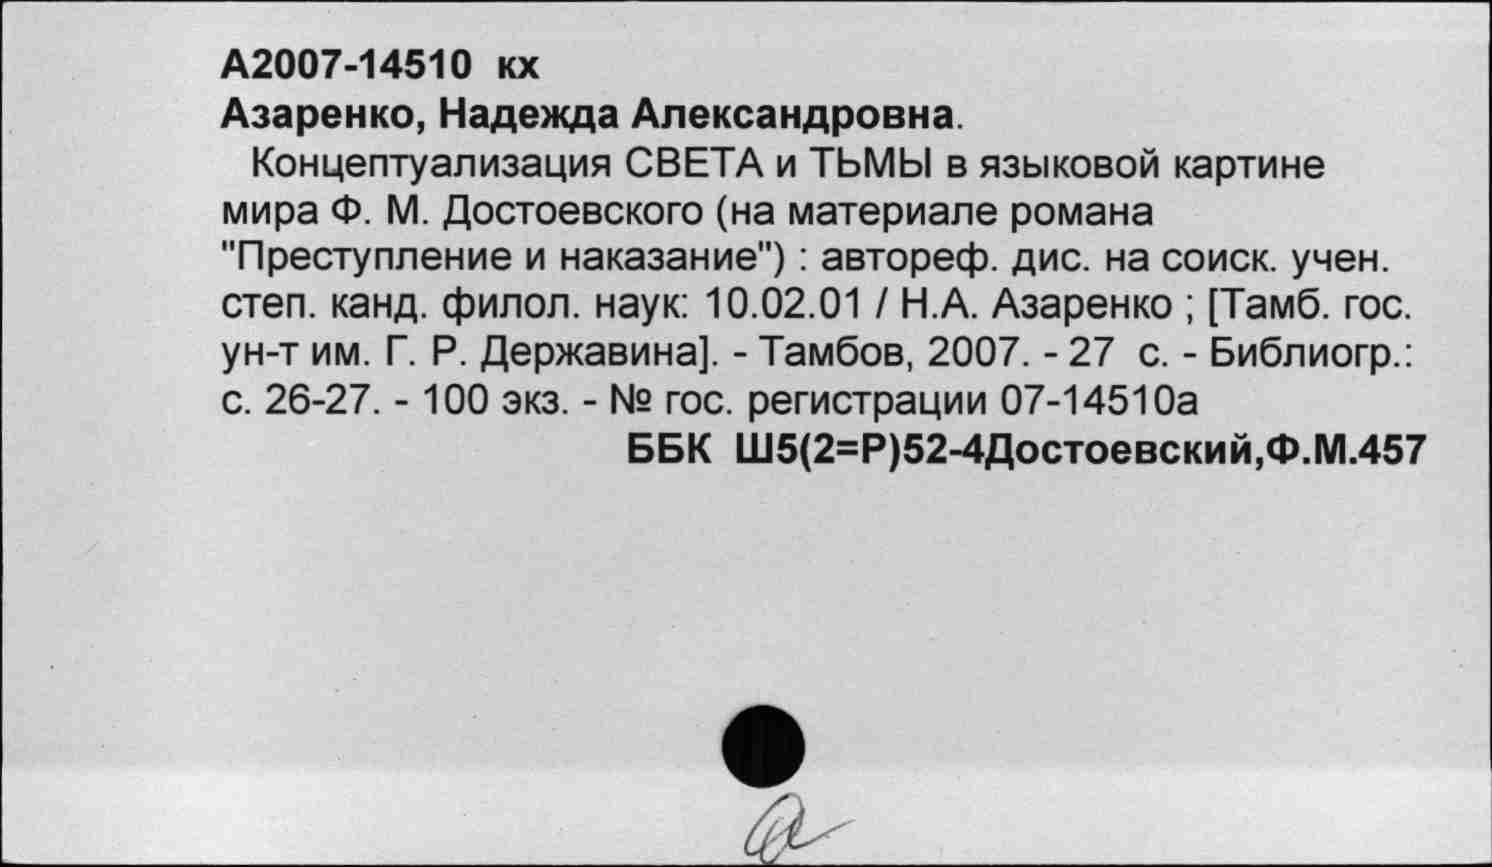 А2007-14510 кх
Азаренко, Надежда Александровна.
Концептуализация СВЕТА и ТЬМЫ в языковой картине
мира Ф. М. Достоевского (на материале романа
"Преступление и наказание") : автореф. дис. на соиск. учен.
степ. канд. филол. наук: 10.02.01 / Н.А. Азаренко ; [Тамб. гос.
ун-т им. Г. Р. Державина]. - Тамбов, 2007. - 27 с. - Библиогр.:
с. 26-27. - 100 экз. - № гос. регистрации 07-14510а
ББК Ш5(2=Р)52-4Достоевский,Ф.М.457